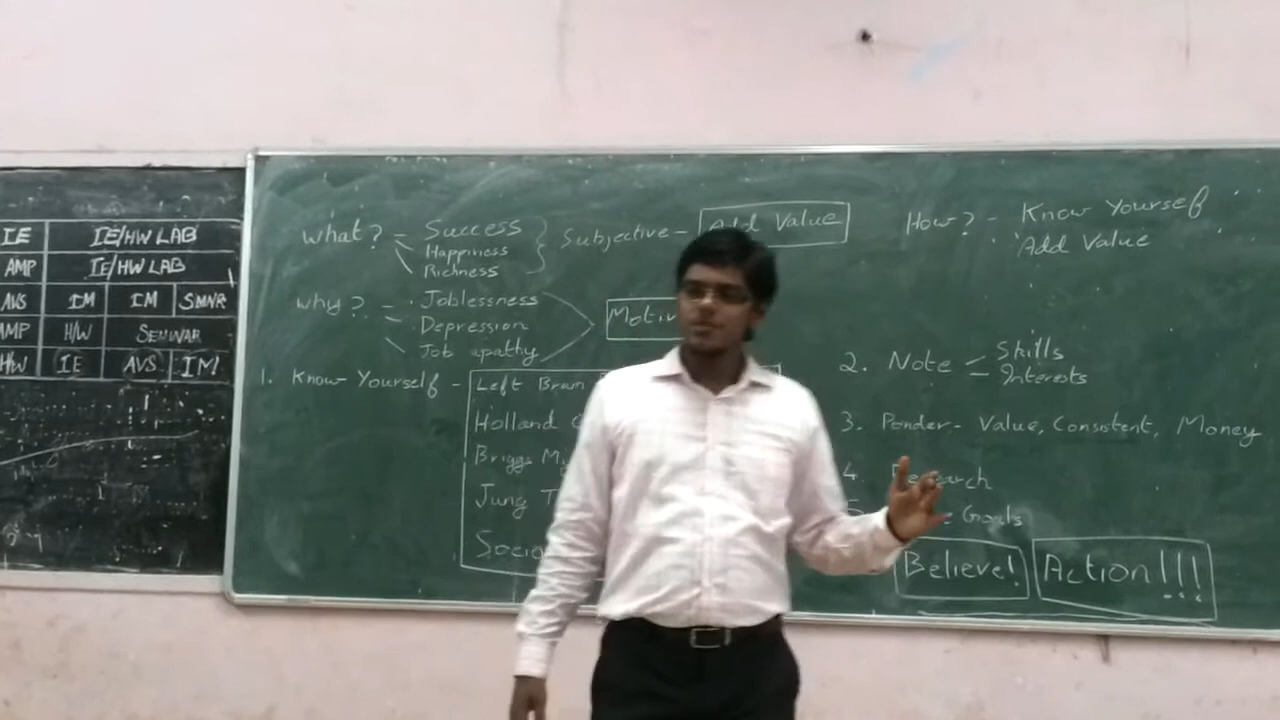 IE IE/HW LAB
AMP IE/HW LAB
AVS IM IM SMNR
AMP H/W SEMINAR
H/W IE AVS IM
What? - Success
Happiness
Richness
Subjective - Add Value
Why? - Joblessness
Depression
Job apathy
Motiv
1. Know Yourself -
Left Brain
Holland
Briggs My
Jung T
Socio
How? - Know Yourself
Add Value
2. Note
Skills
Interests
3. Ponder - Value, Consistent, Money
4. Research
5. Goals
Believe! Action!!!